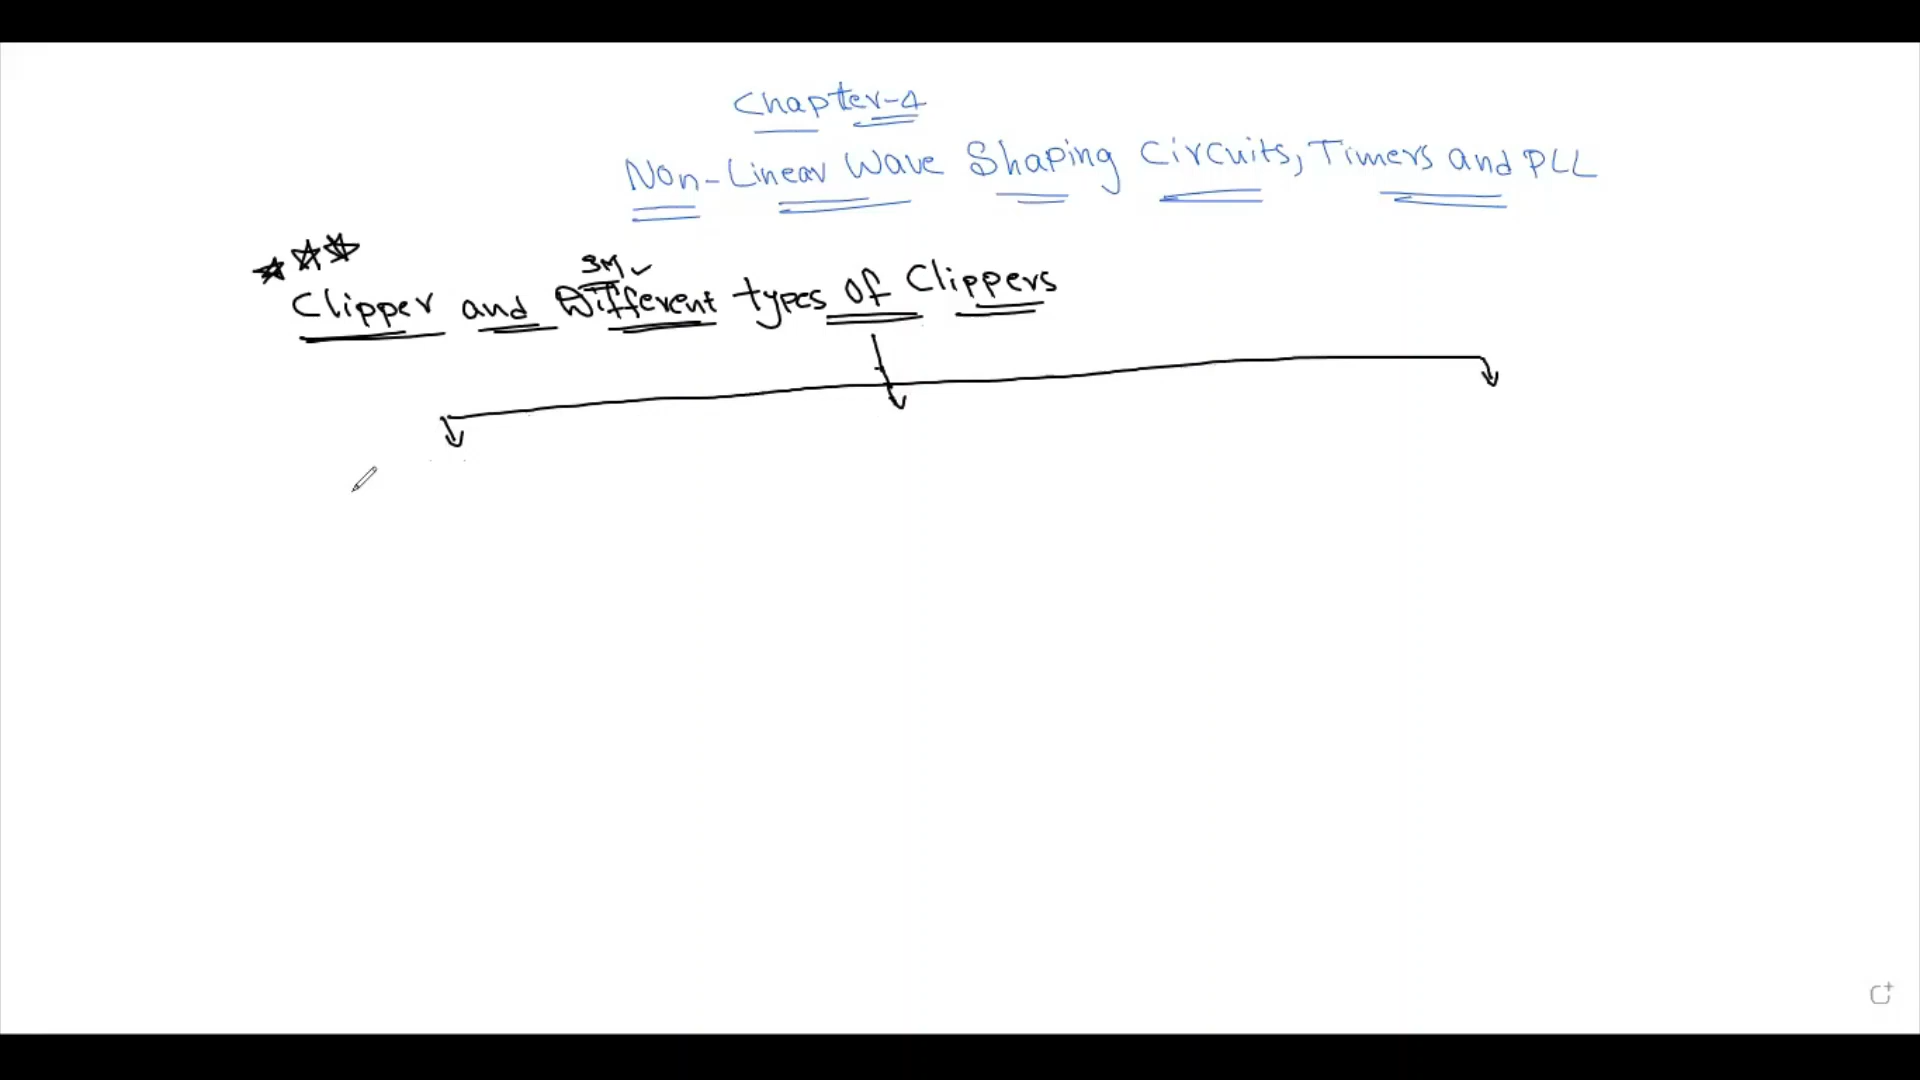 Chapter-4
Non-Linear Wave Shaping Circuits, Timers and PLL
3M
Clipper and Different types of Clippers